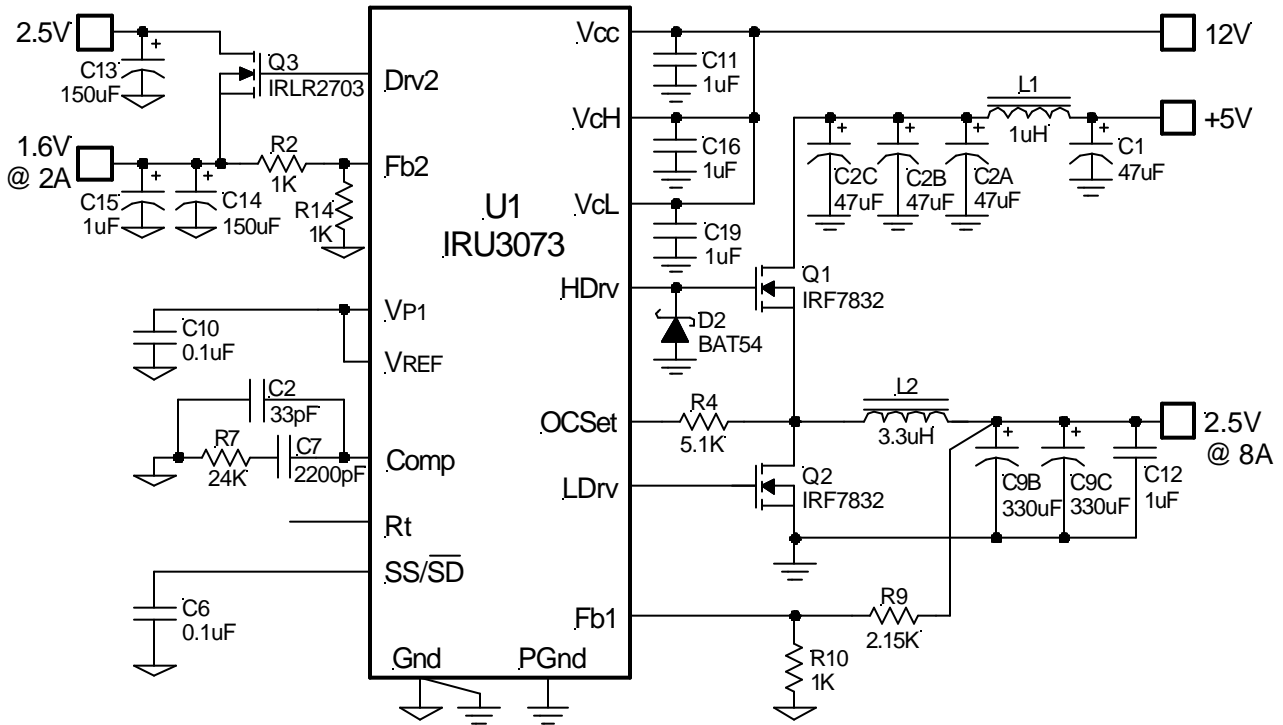 2.5V
C13
150uF
Q3
IRLR2703
1.6V
@ 2A
C15
1uF
C14
150uF
R2
1K
R14
1K
C10
0.1uF
C2
33pF
R7
24K
C7
2200pF
C6
0.1uF
U1
IRU3073
Drv2
Fb2
VP1
VREF
Comp
Rt
SS/SD
Gnd
PGnd
Vcc
VcH
VcL
HDrv
OCSet
LDrv
Fb1
C11
1uF
C16
1uF
C19
1uF
12V
L1
1uH
+5V
C2C
47uF
C2B
47uF
C2A
47uF
C1
47uF
Q1
IRF7832
D2
BAT54
R4
5.1K
L2
3.3uH
2.5V
@ 8A
Q2
IRF7832
C9B
330uF
C9C
330uF
C12
1uF
R9
2.15K
R10
1K